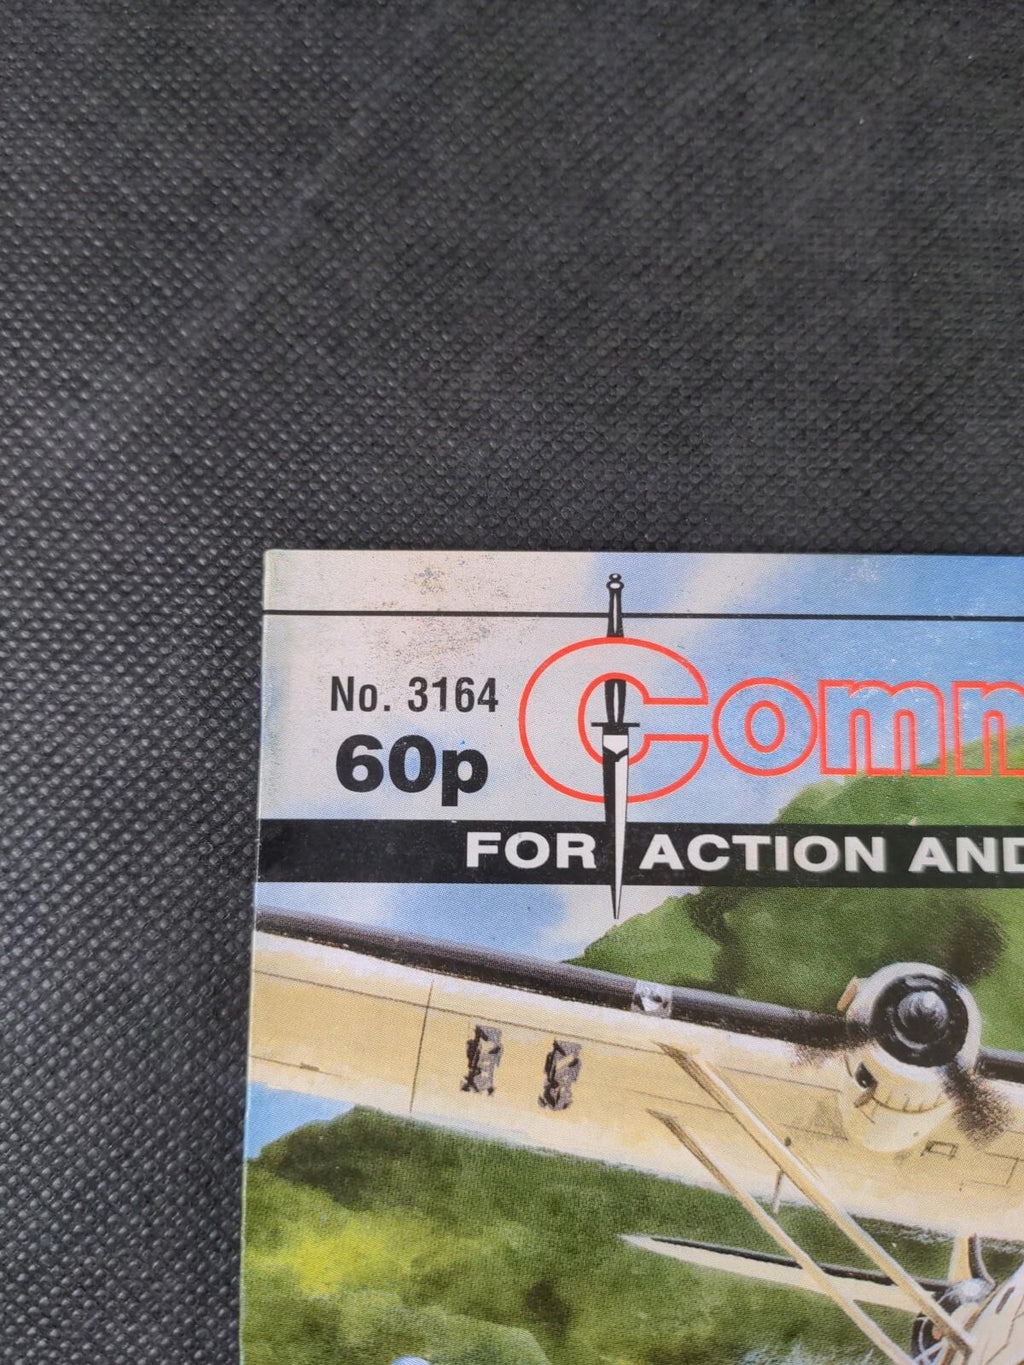 No. 3164
60p
Comm
FOR ACTION AND